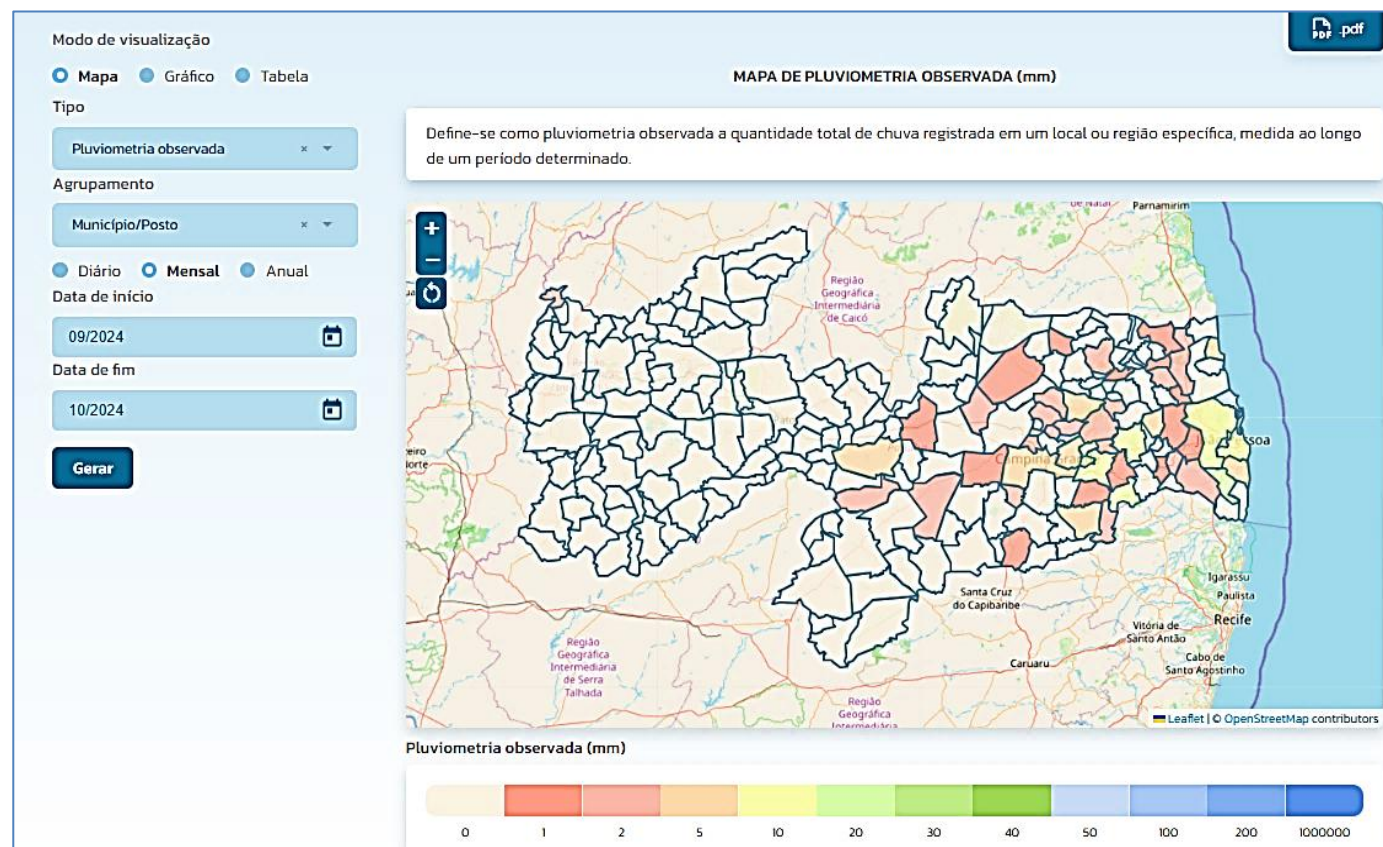 Modo de visualização
Mapa
Gráfico
Tabela
Tipo
Pluviometria observada
Agrupamento
Município/Posto
Diário
Mensal
Anual
Data de início
09/2024
Data de fim
10/2024
Gerar
PDF .pdf
MAPA DE PLUVIOMETRIA OBSERVADA (mm)
Define-se como pluviometria observada a quantidade total de chuva registrada em um local ou região específica, medida ao longo
de um período determinado.
+
−
de Natal
Parnamirim
Região
Geográfica
Intermediária
de Caicó
Campina Gra
ssoa
Santa Cruz
do Capibaribe
Igarassu
Paulista
Recife
Vitória de
Santo Antão
Cabo de
Santo Agostinho
Caruaru
Região
Geográfica
Intermediária
de Serra
Talhada
Região
Geográfica
Intermediária
Leaflet | © OpenStreetMap contributors
Pluviometria observada (mm)
0 1 2 5 10 20 30 40 50 100 200 1000000